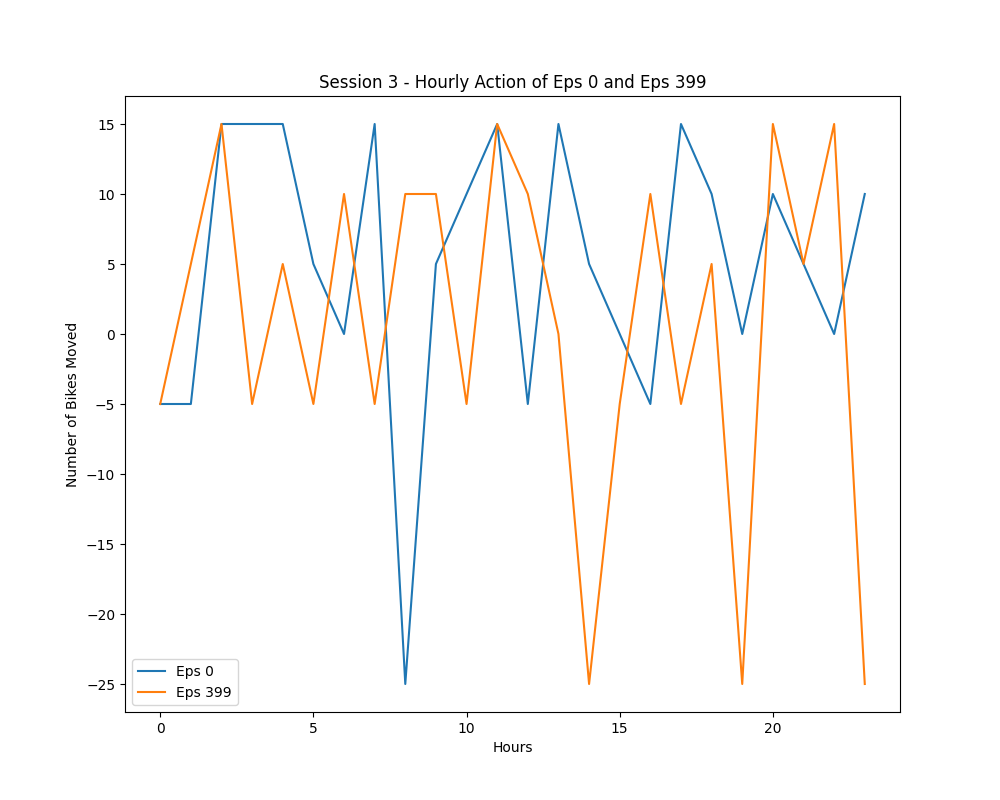 Session 3 - Hourly Action of Eps 0 and Eps 399
15
10
5
0
−5
−10
−15
−20
−25
Number of Bikes Moved
Eps 0
Eps 399
0 5 10 15 20
Hours